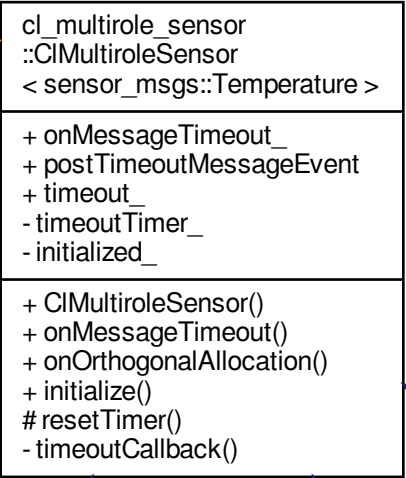 cl_multirole_sensor
::ClMultiroleSensor
< sensor_msgs::Temperature >
+ onMessageTimeout_
+ postTimeoutMessageEvent
+ timeout_
- timeoutTimer_
- initialized_
+ ClMultiroleSensor()
+ onMessageTimeout()
+ onOrthogonalAllocation()
+ initialize()
# resetTimer()
- timeoutCallback()